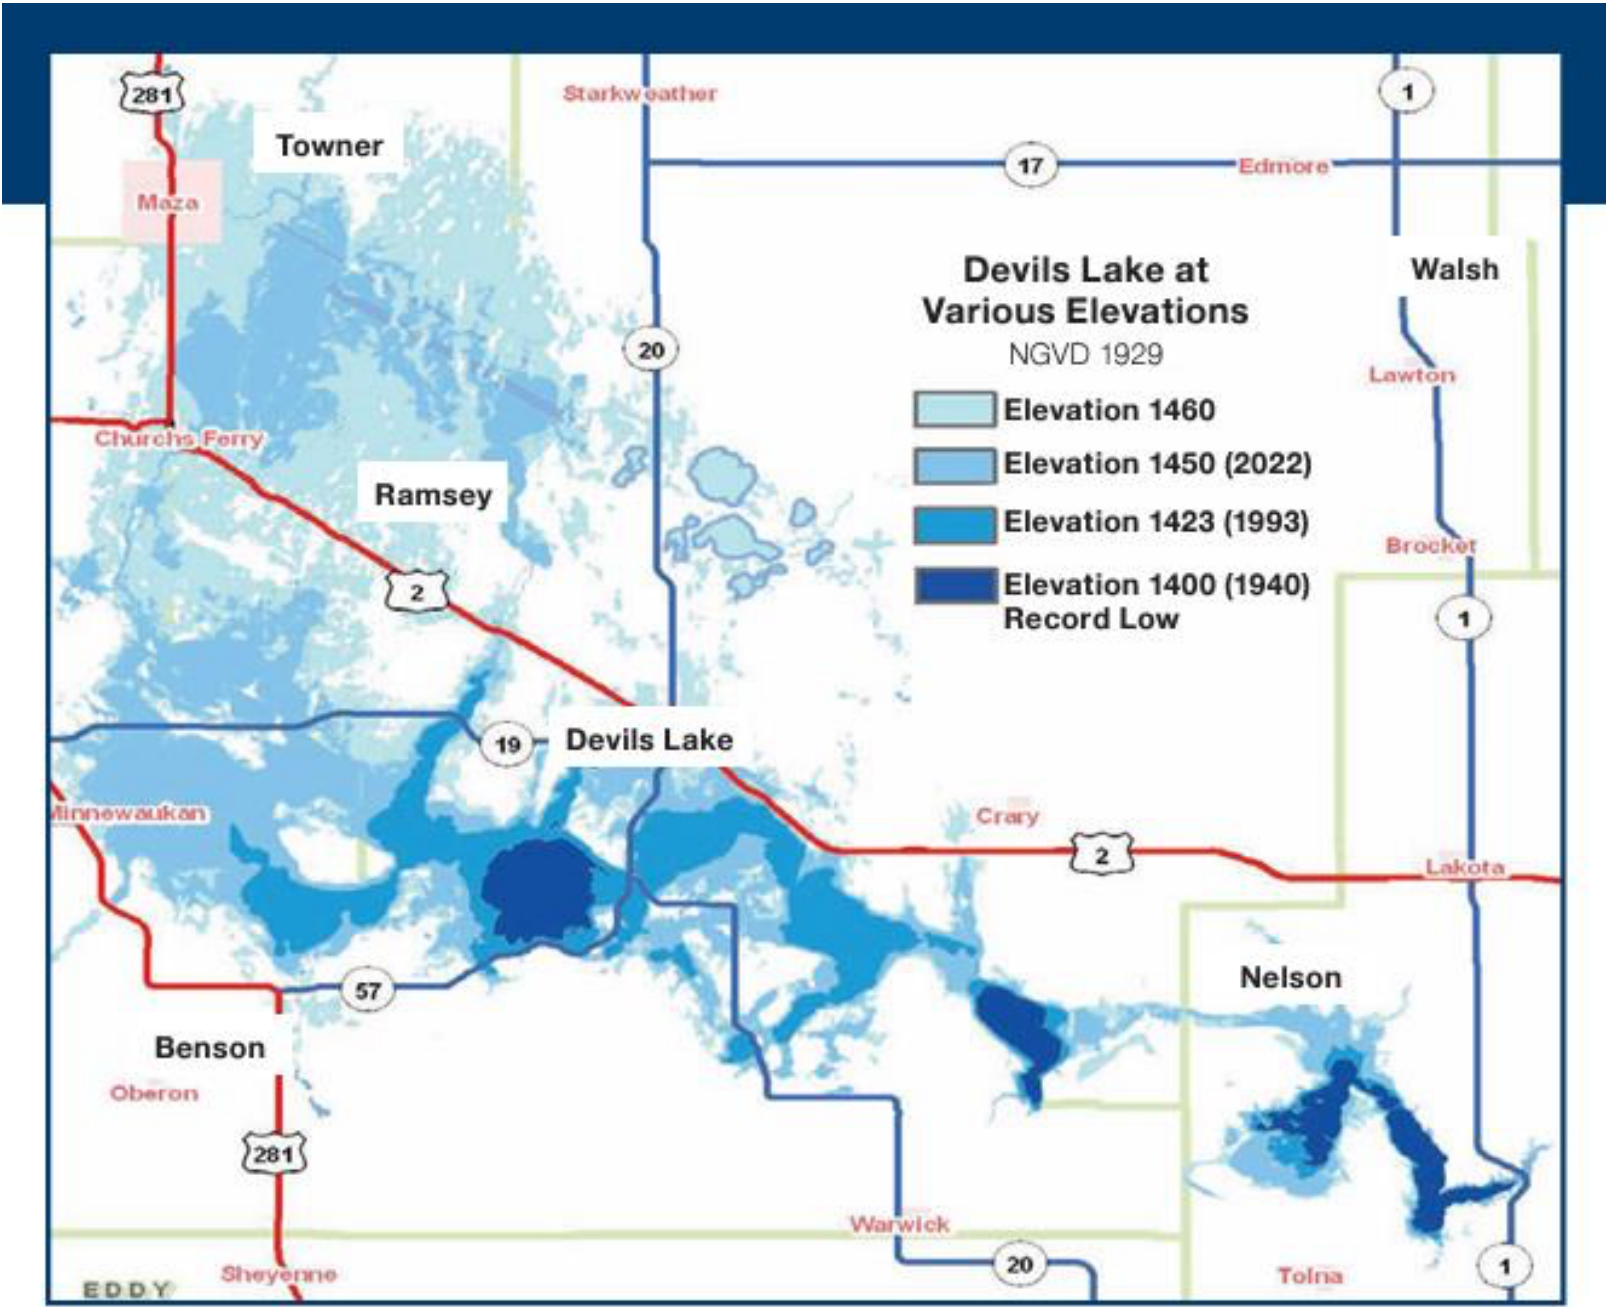 281
Starkweather
1
Towner
17
Edmore
Maza
Devils Lake at
Various Elevations
NGVD 1929
Walsh
20
Lawton
Elevation 1460
Churchs Ferry
Elevation 1450 (2022)
Ramsey
Elevation 1423 (1993)
Brocket
2
Elevation 1400 (1940)
Record Low
1
19
Devils Lake
Minnewaukan
Crary
2
Lakota
Nelson
57
Benson
Oberon
281
Warwick
20
1
Sheyenne
Tolna
EDDY